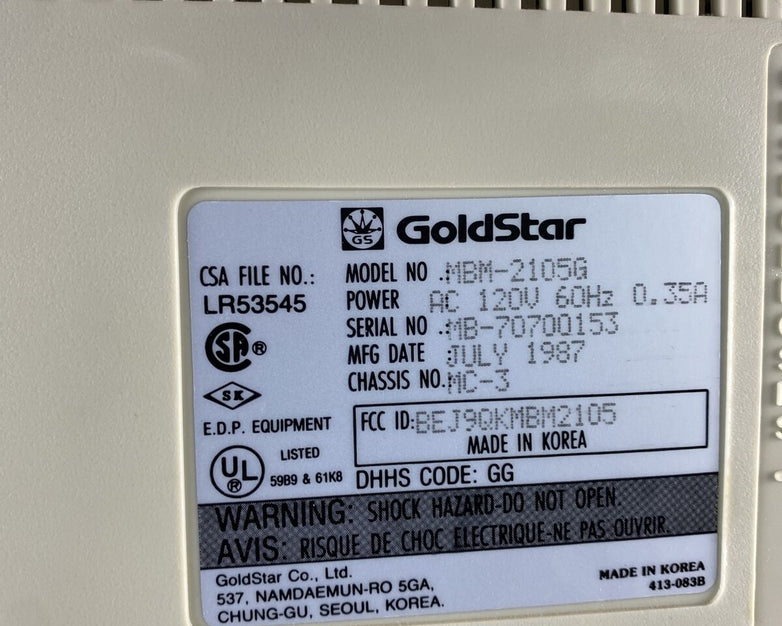 GS GoldStar
CSA FILE NO.:
LR53545
SA ®
SK
E.D.P. EQUIPMENT
UL ® LISTED
59B9 & 61K8
MODEL NO .: MBM-2105G
POWER AC 120V 60Hz 0.35A
SERIAL NO .: MB-7070Q153
MFG DATE : JULY 1987
CHASSIS NO.: MC-3
FCC ID: BEJ9QKMBM2105
MADE IN KOREA
DHHS CODE: GG
WARNING: SHOCK HAZARD-DO NOT OPEN.
AVIS: RISQUE DE CHOC ELECTRIQUE-NE PAS OUVRIR.
GoldStar Co., Ltd.
537, NAMDAEMUN-RO 5GA,
CHUNG-GU, SEOUL, KOREA.
MADE IN KOREA
413-083B